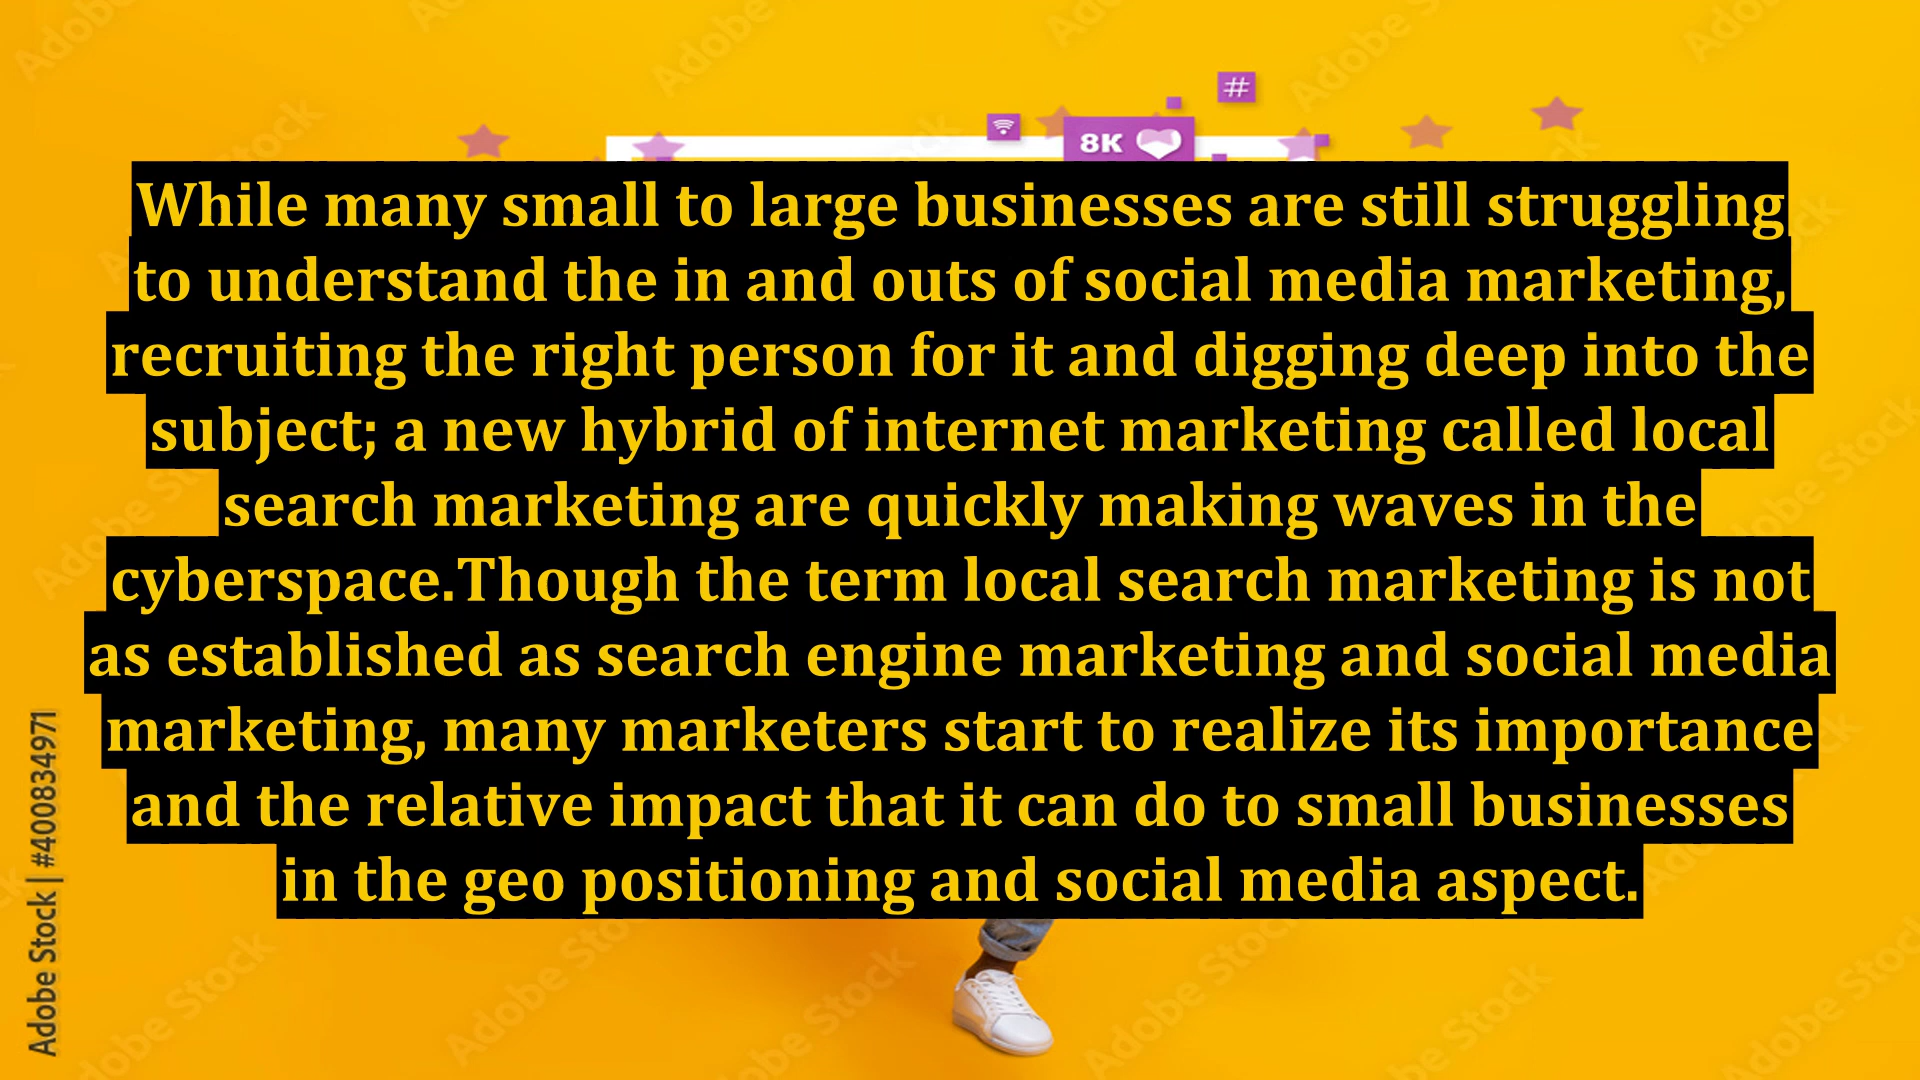 #
8K
While many small to large businesses are still struggling
to understand the in and outs of social media marketing,
recruiting the right person for it and digging deep into the
subject; a new hybrid of internet marketing called local
search marketing are quickly making waves in the
cyberspace.Though the term local search marketing is not
as established as search engine marketing and social media
marketing, many marketers start to realize its importance
and the relative impact that it can do to small businesses
in the geo positioning and social media aspect.
Adobe Stock | #400834971
Adobe Stock